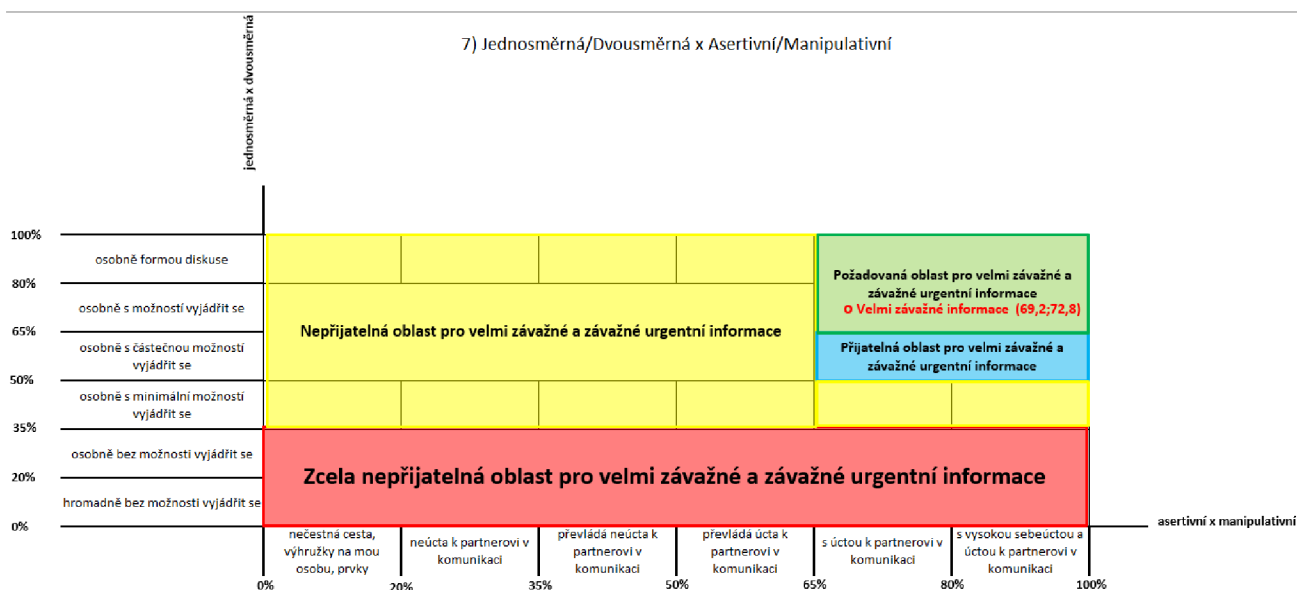 7) Jednosměrná/Dvousměrná x Asertivní/Manipulativní
jednosměrná x dvousměrná
100%
osobně formou diskuse
80%
osobně s možností vyjádřit se
65%
osobně s částečnou možností
vyjádřit se
50%
osobně s minimální možností
vyjádřit se
35%
osobně bez možnosti vyjádřit se
20%
hromadně bez možnosti vyjádřit se
0%
Požadovaná oblast pro velmi závažné a
závažné urgentní informace
o Velmi závažné informace (69,2;72,8)
Nepřijatelná oblast pro velmi závažné a závažné urgentní informace
Přijatelná oblast pro velmi závažné a
závažné urgentní informace
Zcela nepřijatelná oblast pro velmi závažné a závažné urgentní informace
asertivní x manipulativní
nečestná cesta,
výhružky na mou
osobu, prvky
neúcta k partnerovi v
komunikaci
převládá neúcta k
partnerovi v
komunikaci
převládá úcta k
partnerovi v
komunikaci
s úctou k partnerovi v
komunikaci
s vysokou sebeúctou a
úctou k partnerovi v
komunikaci
0%
20%
35%
50%
65%
80%
100%